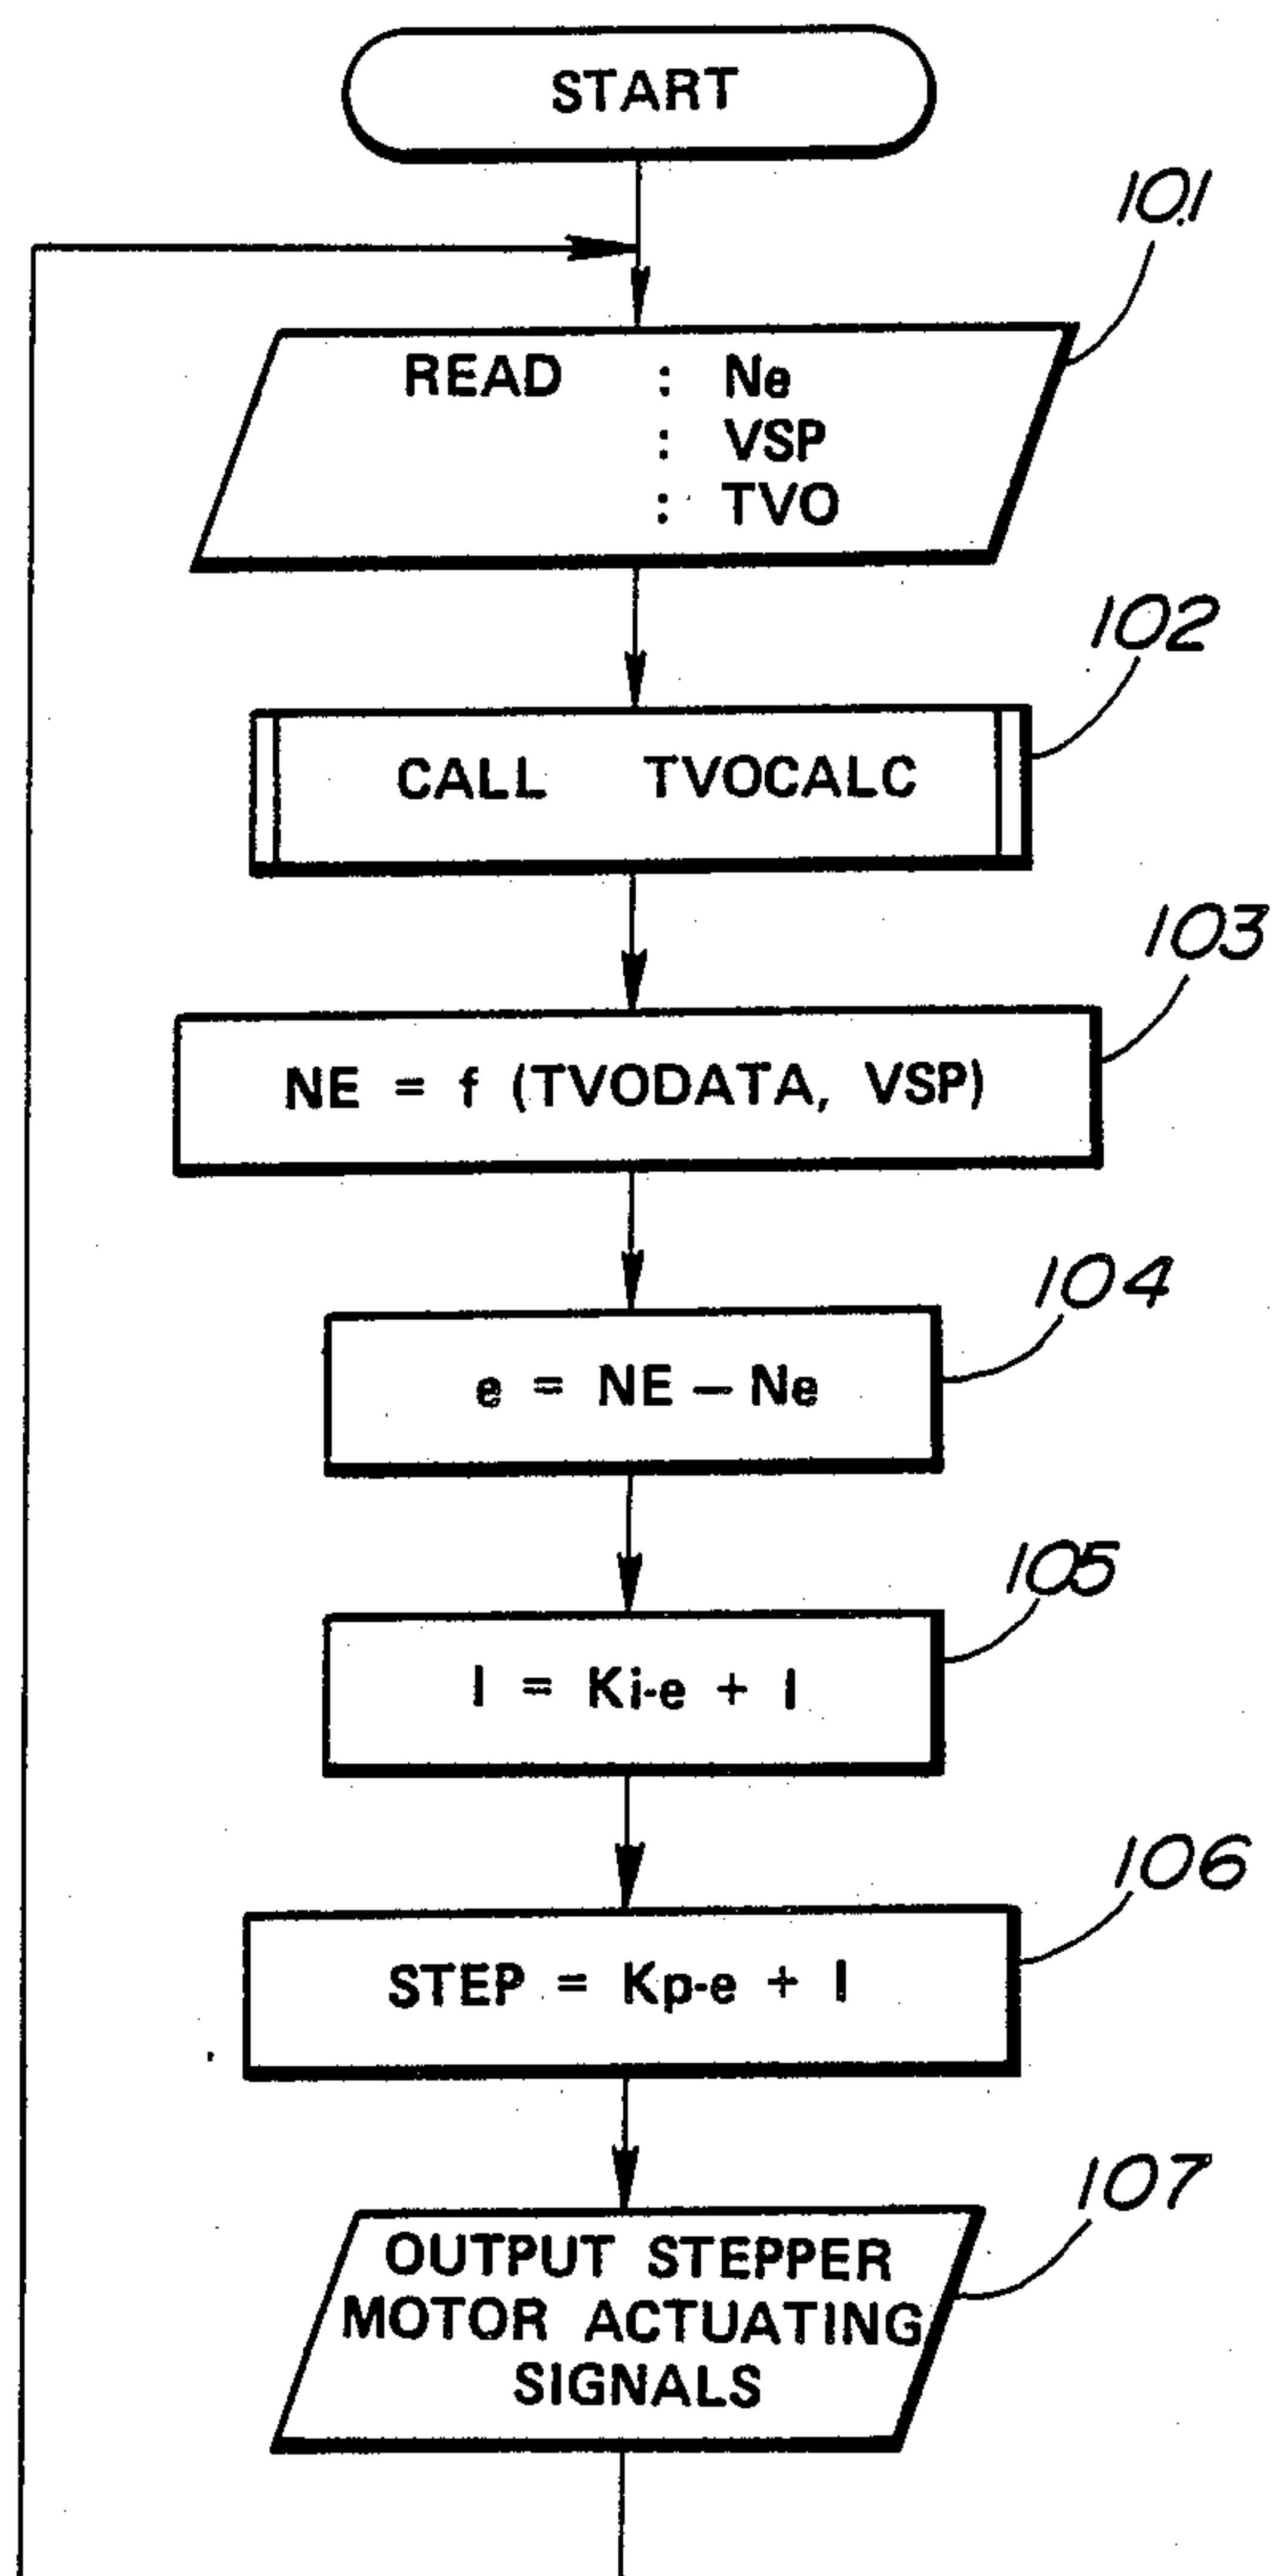 START
101
READ : Ne
: VSP
: TVO
102
CALL TVOCALC
103
NE = f (TVODATA, VSP)
104
e = NE – Ne
105
I = Ki·e + I
106
STEP = Kp·e + I
107
OUTPUT STEPPER
MOTOR ACTUATING
SIGNALS